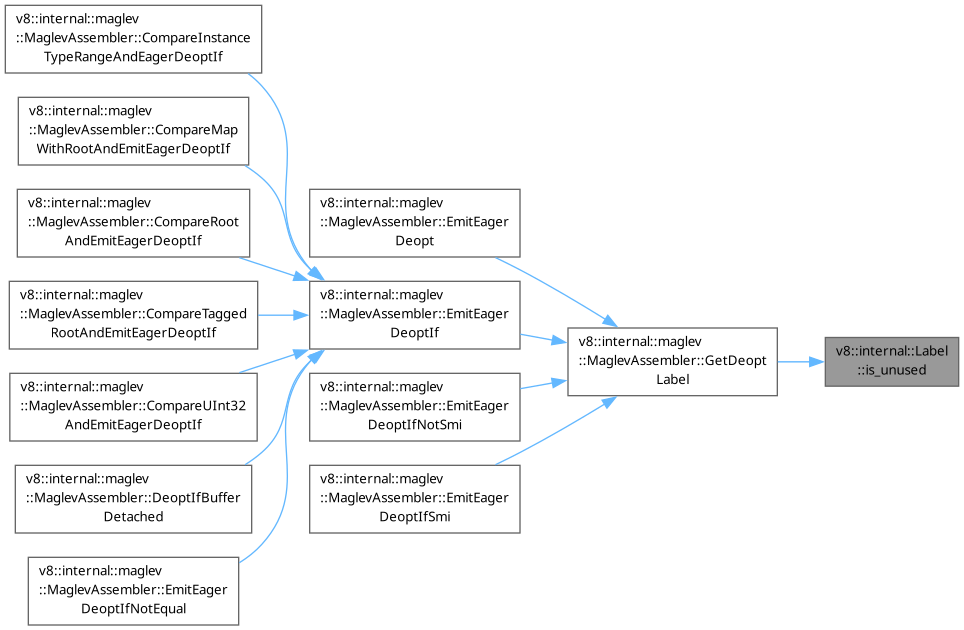 v8::internal::maglev
::MaglevAssembler::CompareInstance
TypeRangeAndEagerDeoptIf
v8::internal::maglev
::MaglevAssembler::CompareMap
WithRootAndEmitEagerDeoptIf
v8::internal::maglev
::MaglevAssembler::CompareRoot
AndEmitEagerDeoptIf
v8::internal::maglev
::MaglevAssembler::CompareTagged
RootAndEmitEagerDeoptIf
v8::internal::maglev
::MaglevAssembler::CompareUInt32
AndEmitEagerDeoptIf
v8::internal::maglev
::MaglevAssembler::DeoptIfBuffer
Detached
v8::internal::maglev
::MaglevAssembler::EmitEager
DeoptIfNotEqual
v8::internal::maglev
::MaglevAssembler::EmitEager
Deopt
v8::internal::maglev
::MaglevAssembler::EmitEager
DeoptIf
v8::internal::maglev
::MaglevAssembler::EmitEager
DeoptIfNotSmi
v8::internal::maglev
::MaglevAssembler::EmitEager
DeoptIfSmi
v8::internal::maglev
::MaglevAssembler::GetDeopt
Label
v8::internal::Label
::is_unused